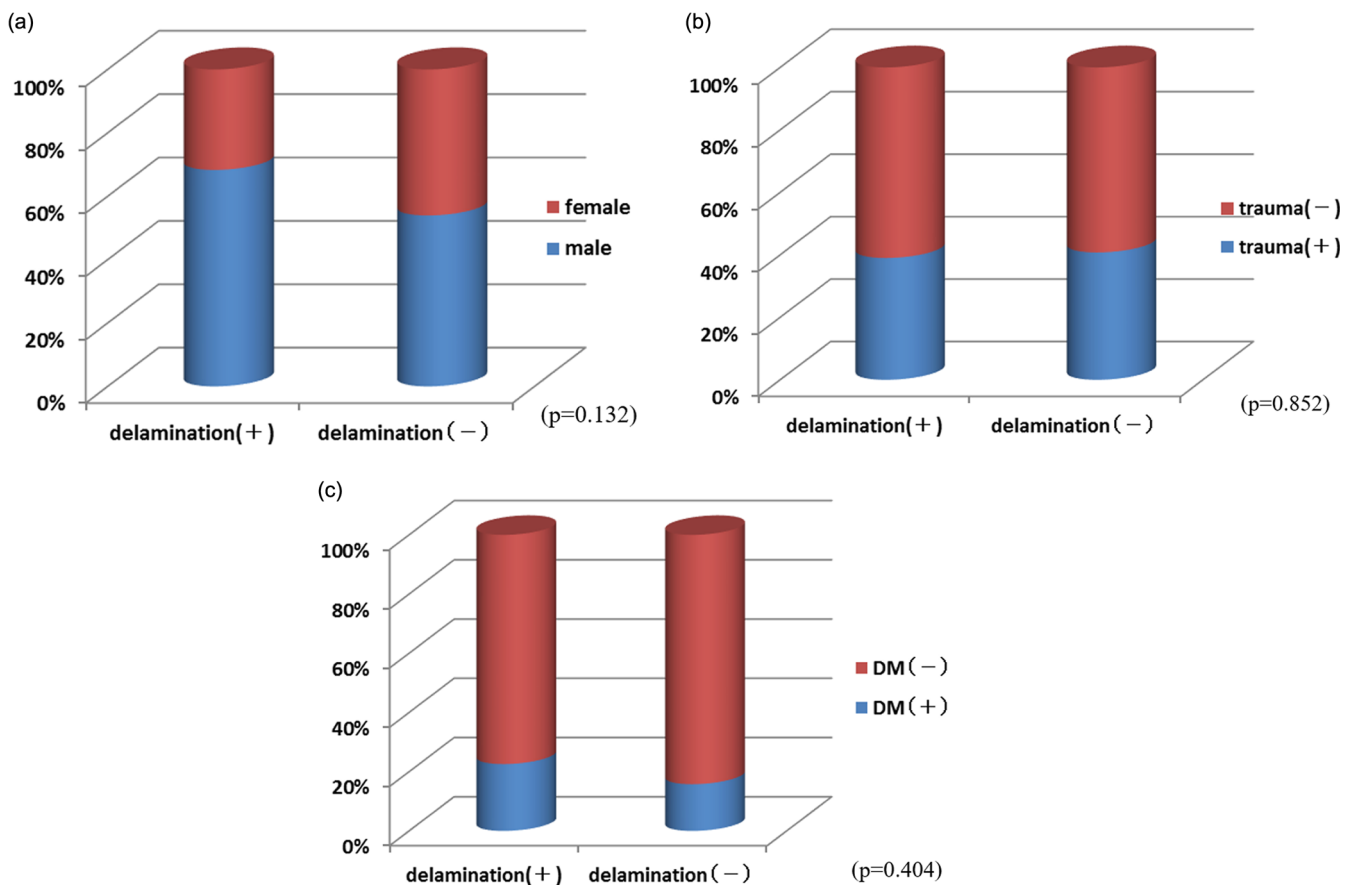 (a)
100%
80%
60%
40%
20%
0%
female
male
delamination(+)
delamination(−)
(p=0.132)
(b)
100%
80%
60%
40%
20%
0%
trauma(−)
trauma(+)
delamination(+)
delamination(−)
(p=0.852)
(c)
100%
80%
60%
40%
20%
0%
DM(−)
DM(+)
delamination(+)
delamination(−)
(p=0.404)